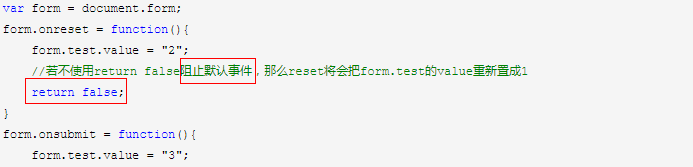 var form = document.form;
form.onreset = function(){
form.test.value = "2";
//若不使用return false阻止默认事件，那么reset将会把form.test的value重新置成1
return false;
}
form.onsubmit = function(){
form.test.value = "3";